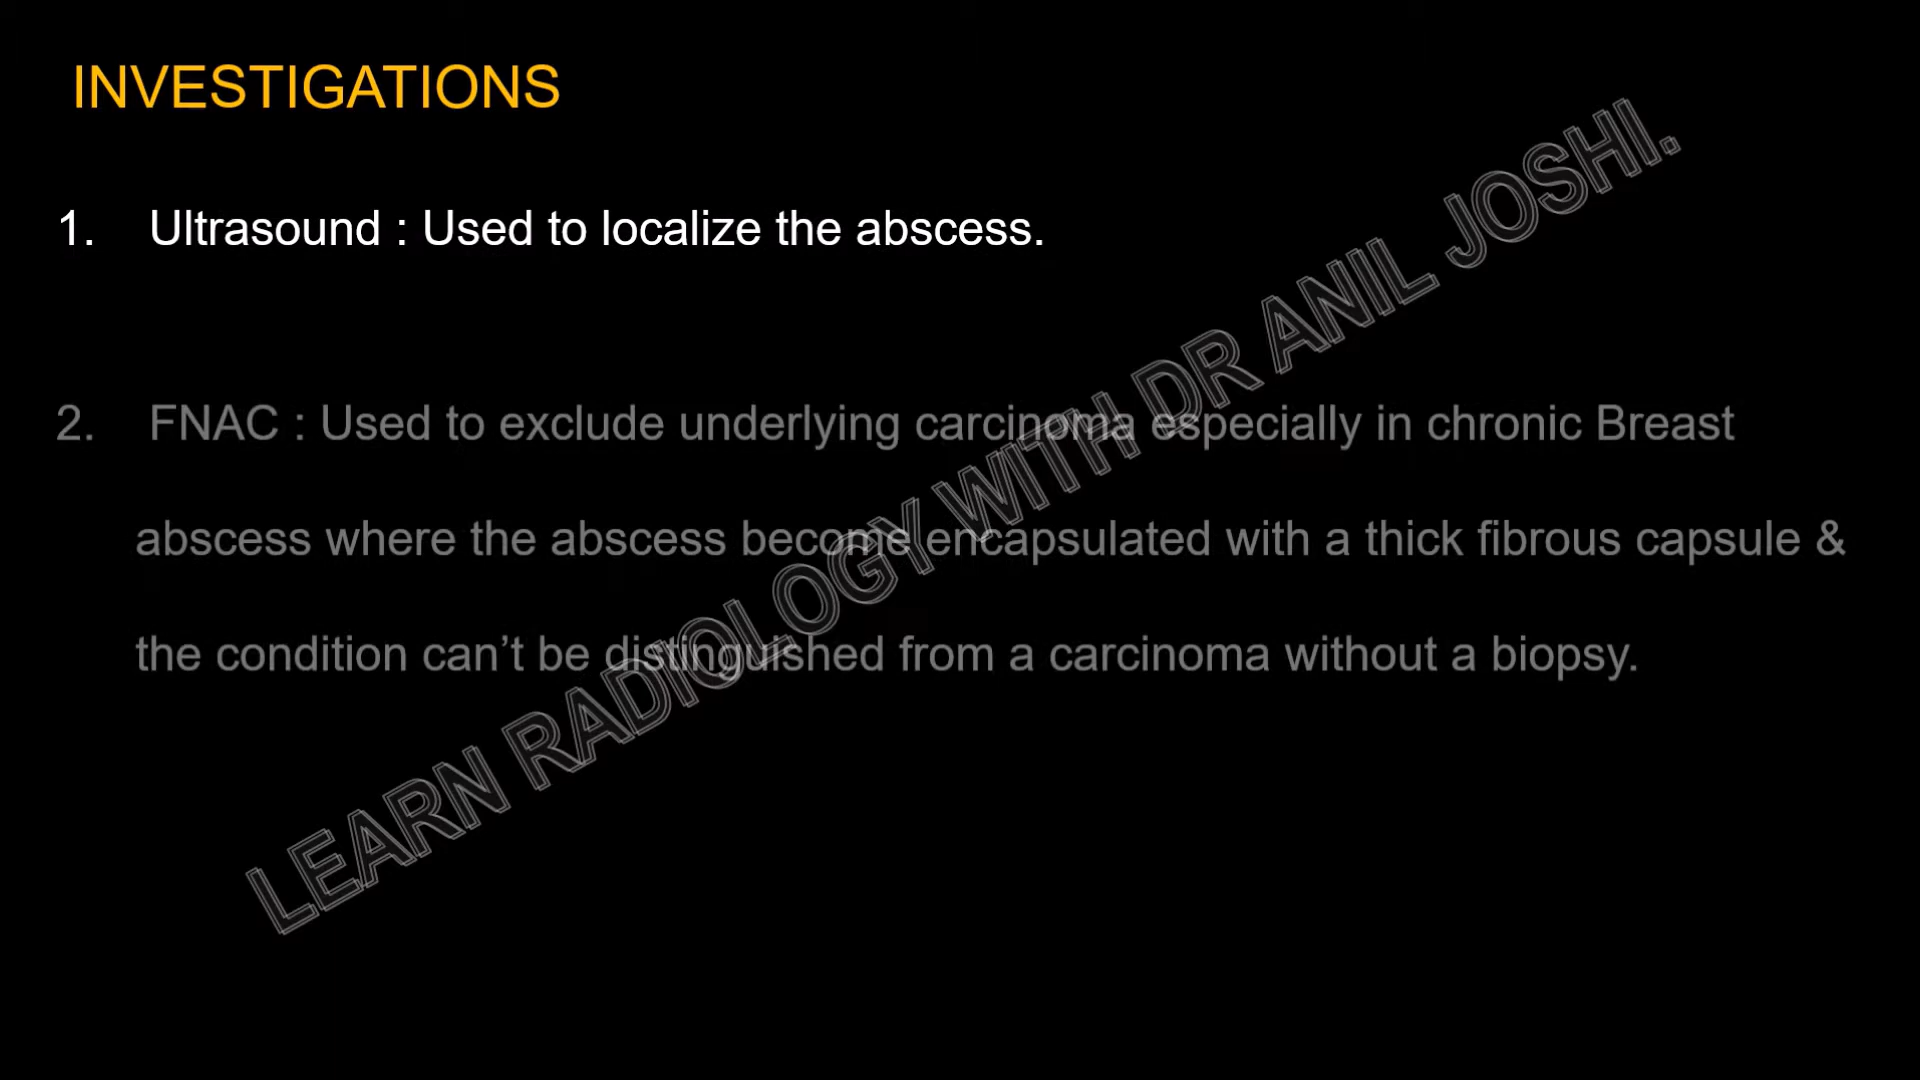 INVESTIGATIONS
1. Ultrasound : Used to localize the abscess.
2. FNAC : Used to exclude underlying carcinoma especially in chronic Breast
abscess where the abscess become encapsulated with a thick fibrous capsule &
the condition can’t be distinguished from a carcinoma without a biopsy.
LEARN RADIOLOGY WITH DR ANIL JOSHI.